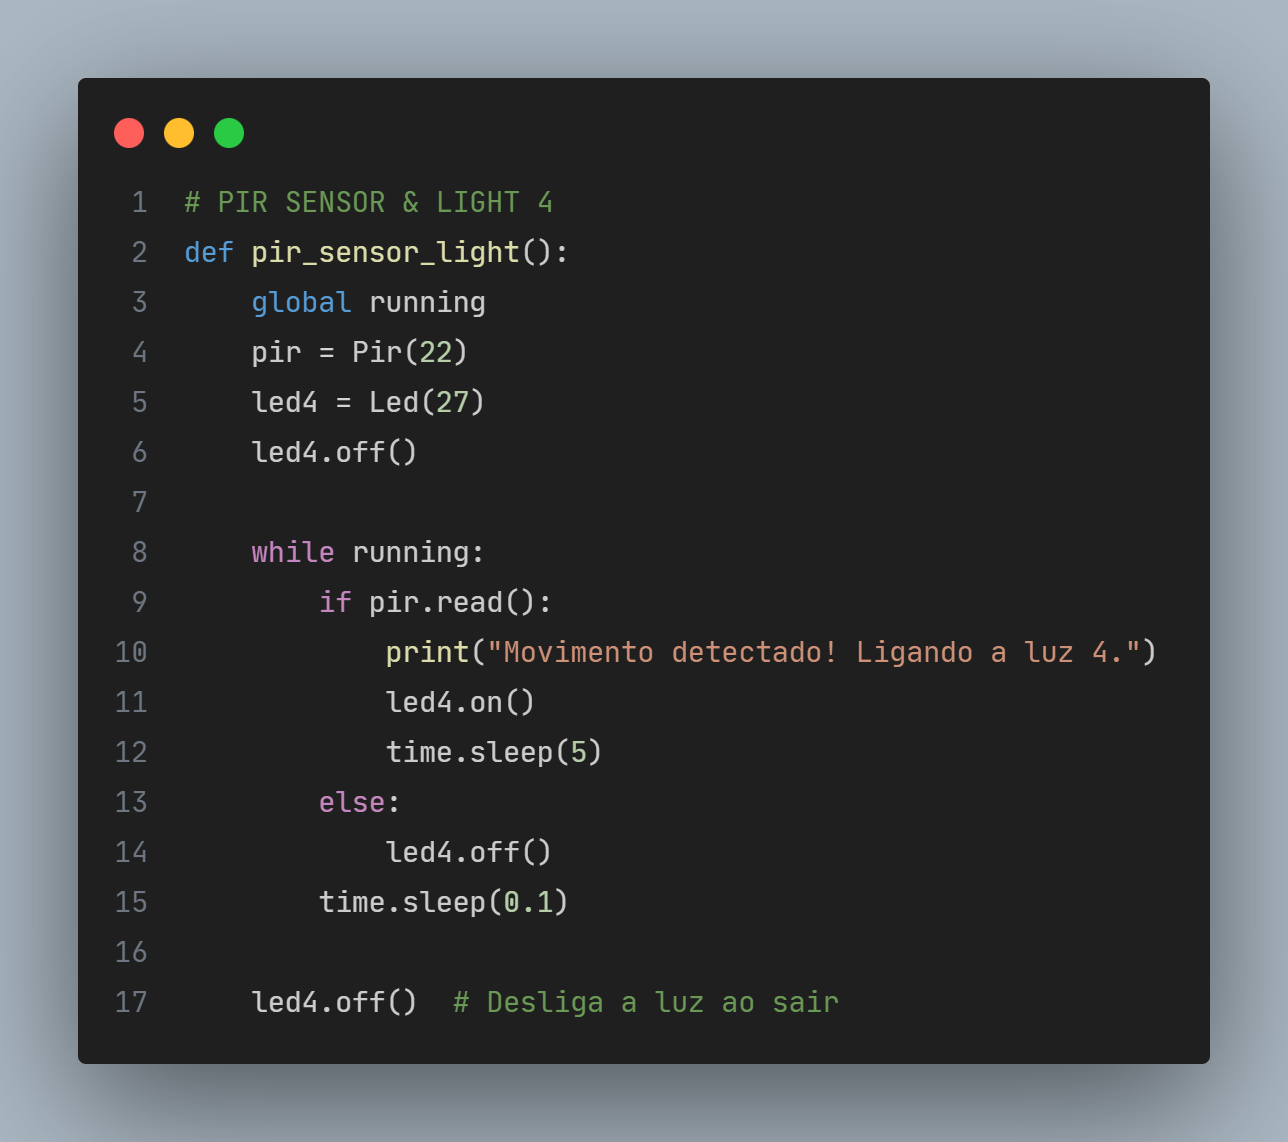 1 # PIR SENSOR & LIGHT 4
2 def pir_sensor_light():
3     global running
4     pir = Pir(22)
5     led4 = Led(27)
6     led4.off()
7
8     while running:
9         if pir.read():
10             print("Movimento detectado! Ligando a luz 4.")
11             led4.on()
12             time.sleep(5)
13         else:
14             led4.off()
15         time.sleep(0.1)
16
17     led4.off()  # Desliga a luz ao sair